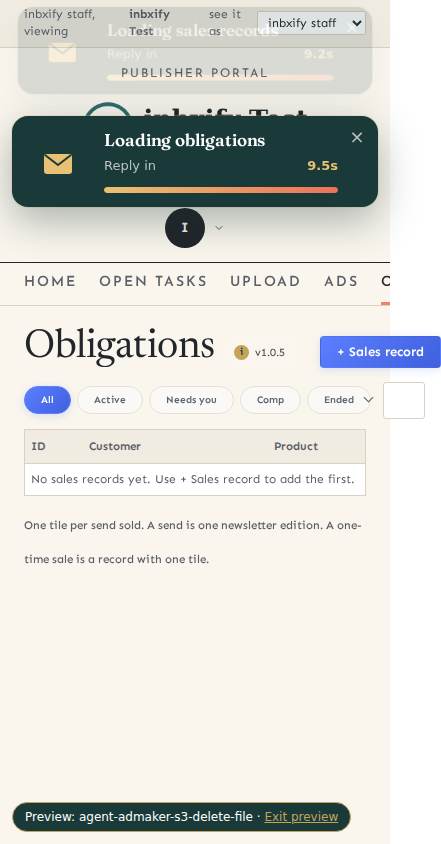 inbxify staff, viewing
inbxify Test
see it as
inbxify staff
Loading sales records
Reply in 9.2s
PUBLISHER PORTAL
inbxify Test
Loading obligations
Reply in 9.5s
I
HOME OPEN TASKS UPLOAD ADS
Obligations
i v1.0.5
+ Sales record
All Active Needs you Comp Ended
ID Customer Product
No sales records yet. Use + Sales record to add the first.
One tile per send sold. A send is one newsletter edition. A one-
time sale is a record with one tile.
Preview: agent-admaker-s3-delete-file · Exit preview